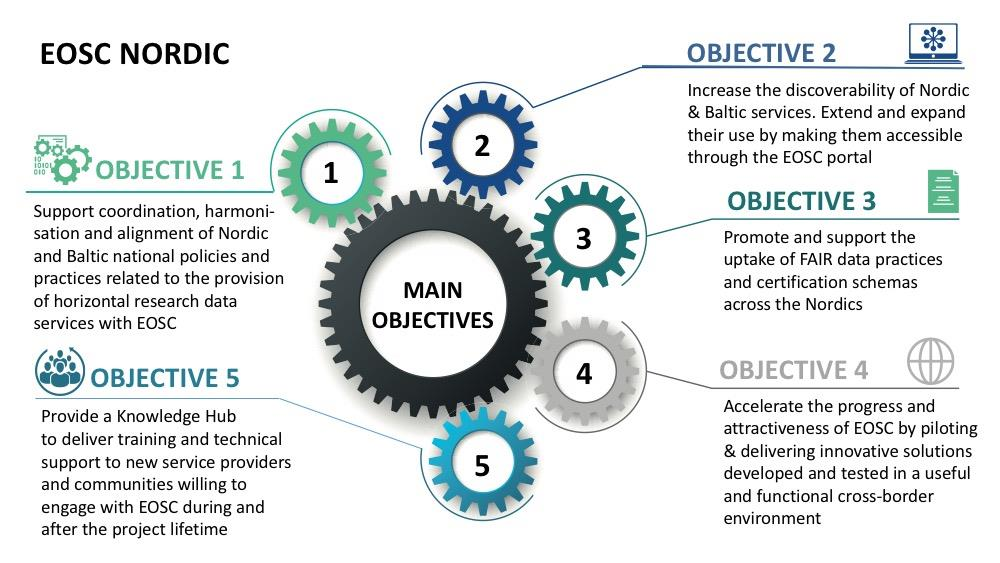 EOSC NORDIC
OBJECTIVE 1
Support coordination, harmoni-
sation and alignment of Nordic
and Baltic national policies and
practices related to the provision
of horizontal research data
services with EOSC
OBJECTIVE 2
Increase the discoverability of Nordic
& Baltic services. Extend and expand
their use by making them accessible
through the EOSC portal
OBJECTIVE 3
Promote and support the
uptake of FAIR data practices
and certification schemas
across the Nordics
OBJECTIVE 4
Accelerate the progress and
attractiveness of EOSC by piloting
& delivering innovative solutions
developed and tested in a useful
and functional cross-border
environment
OBJECTIVE 5
Provide a Knowledge Hub
to deliver training and technical
support to new service providers
and communities willing to
engage with EOSC during and
after the project lifetime
1
2
3
4
5
MAIN
OBJECTIVES